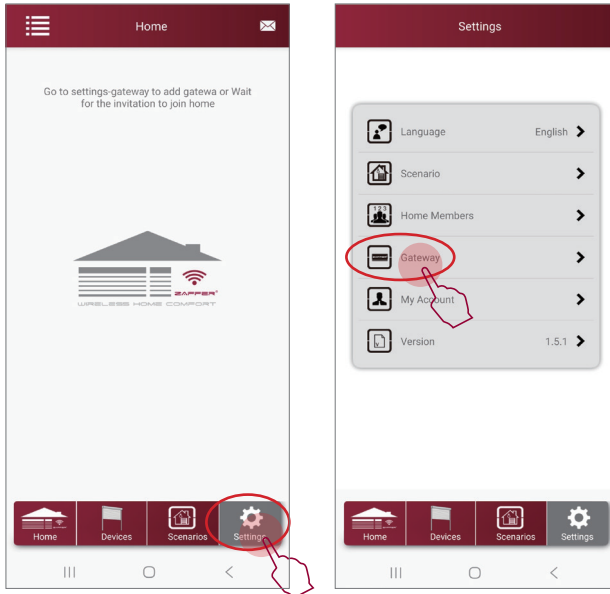 Home
Go to settings-gateway to add gatewa or Wait
for the invitation to join home
ZAPFER®
WIRELESS HOME COMFORT
Home
Devices
Scenarios
Settings
Settings
Language
English
Scenario
123
Home Members
Gateway
My Account
Version
1.5.1
Home
Devices
Scenarios
Settings